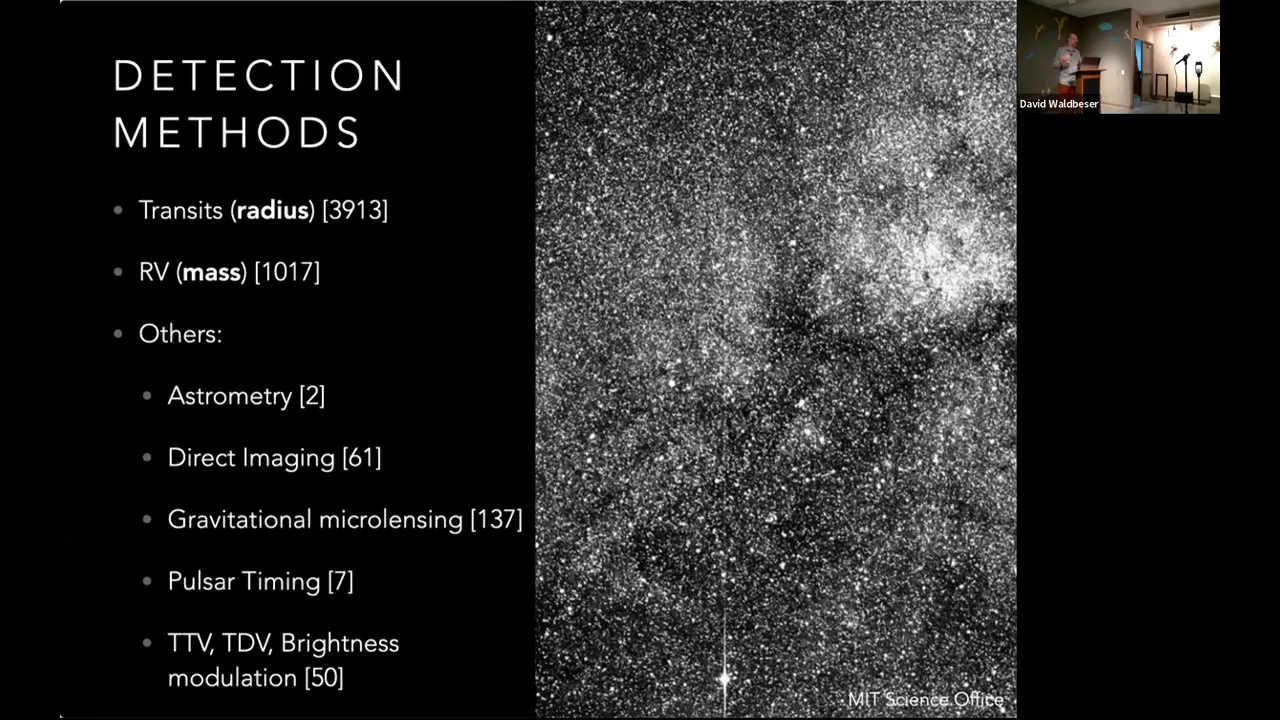 DETECTION
METHODS
• Transits (radius) [3913]
• RV (mass) [1017]
• Others:
• Astrometry [2]
• Direct Imaging [61]
• Gravitational microlensing [137]
• Pulsar Timing [7]
• TTV, TDV, Brightness
modulation [50]
MIT Science Office
David Waldbeser